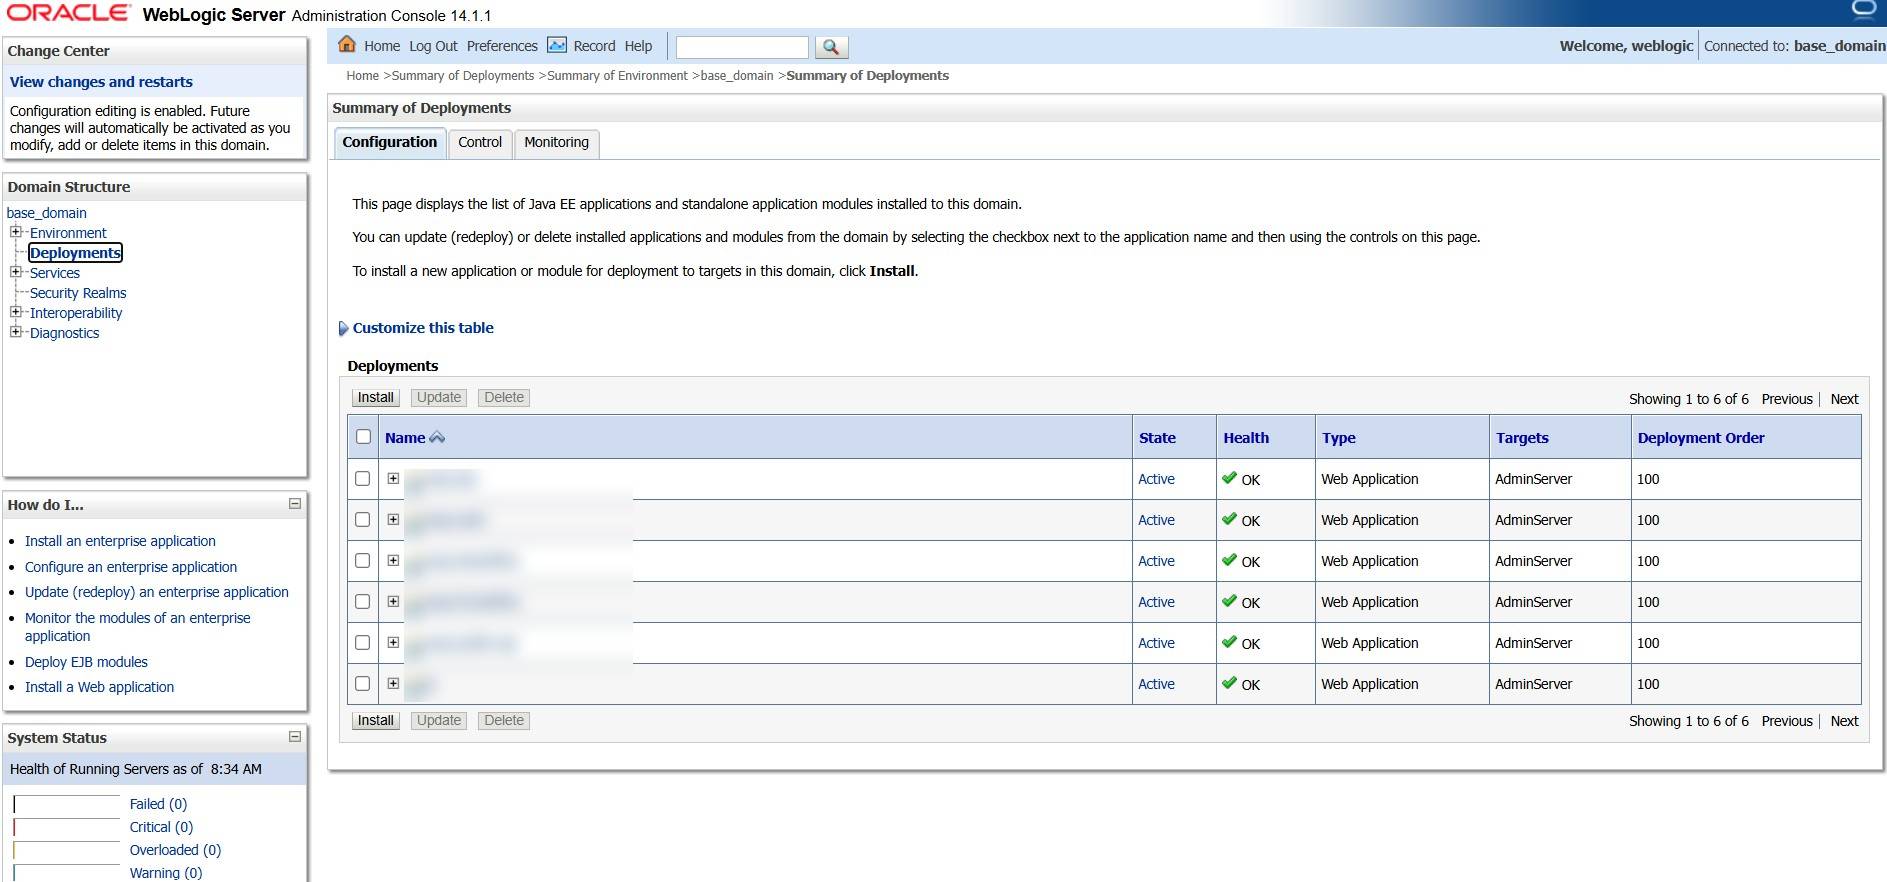 ORACLE WebLogic Server Administration Console 14.1.1
Change Center
View changes and restarts
Configuration editing is enabled. Future
changes will automatically be activated as you
modify, add or delete items in this domain.
Domain Structure
base_domain
Environment
Deployments
Services
Security Realms
Interoperability
Diagnostics
How do I...
Install an enterprise application
Configure an enterprise application
Update (redeploy) an enterprise application
Monitor the modules of an enterprise
application
Deploy EJB modules
Install a Web application
System Status
Health of Running Servers as of 8:34 AM
Failed (0)
Critical (0)
Overloaded (0)
Warning (0)
Home Log Out Preferences Record Help
Welcome, weblogic Connected to: base_domain
Home >Summary of Deployments >Summary of Environment >base_domain >Summary of Deployments
Summary of Deployments
Configuration Control Monitoring
This page displays the list of Java EE applications and standalone application modules installed to this domain.
You can update (redeploy) or delete installed applications and modules from the domain by selecting the checkbox next to the application name and then using the controls on this page.
To install a new application or module for deployment to targets in this domain, click Install.
Customize this table
Deployments
Install Update Delete Showing 1 to 6 of 6 Previous | Next
Name State Health Type Targets Deployment Order
Active OK Web Application AdminServer 100
Active OK Web Application AdminServer 100
Active OK Web Application AdminServer 100
Active OK Web Application AdminServer 100
Active OK Web Application AdminServer 100
Active OK Web Application AdminServer 100
Install Update Delete Showing 1 to 6 of 6 Previous | Next